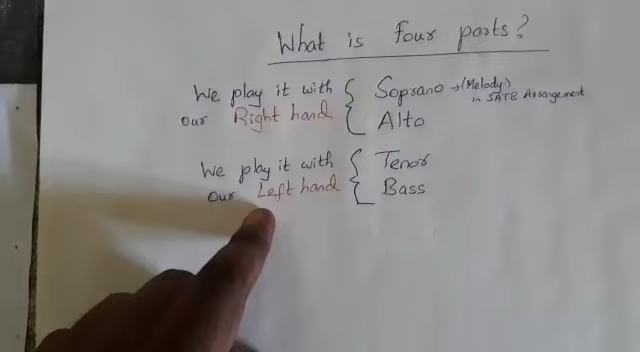 What is four parts?
We play it with { Soprano → (Melody)
in SATB Arrangement
our Right hand Alto
We play it with { Tenor
our Left hand Bass